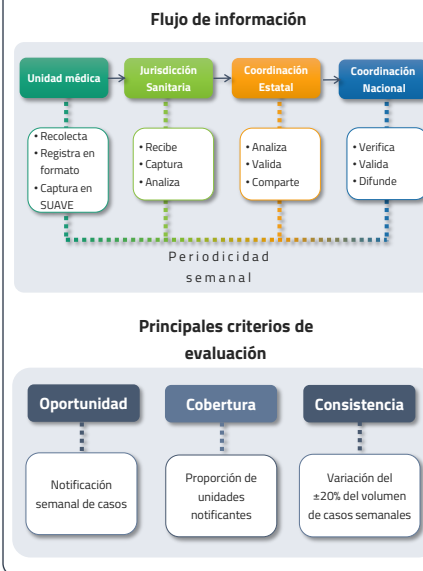 Flujo de información
Unidad médica
Jurisdicción
Sanitaria
Coordinación
Estatal
Coordinación
Nacional
• Recolecta
• Registra en
formato
• Captura en
SUAVE
• Recibe
• Captura
• Analiza
• Analiza
• Valida
• Comparte
• Verifica
• Valida
• Difunde
Periodicidad
semanal
Principales criterios de
evaluación
Oportunidad
Cobertura
Consistencia
Notificación
semanal de casos
Proporción de
unidades
notificantes
Variación del
±20% del volumen
de casos semanales